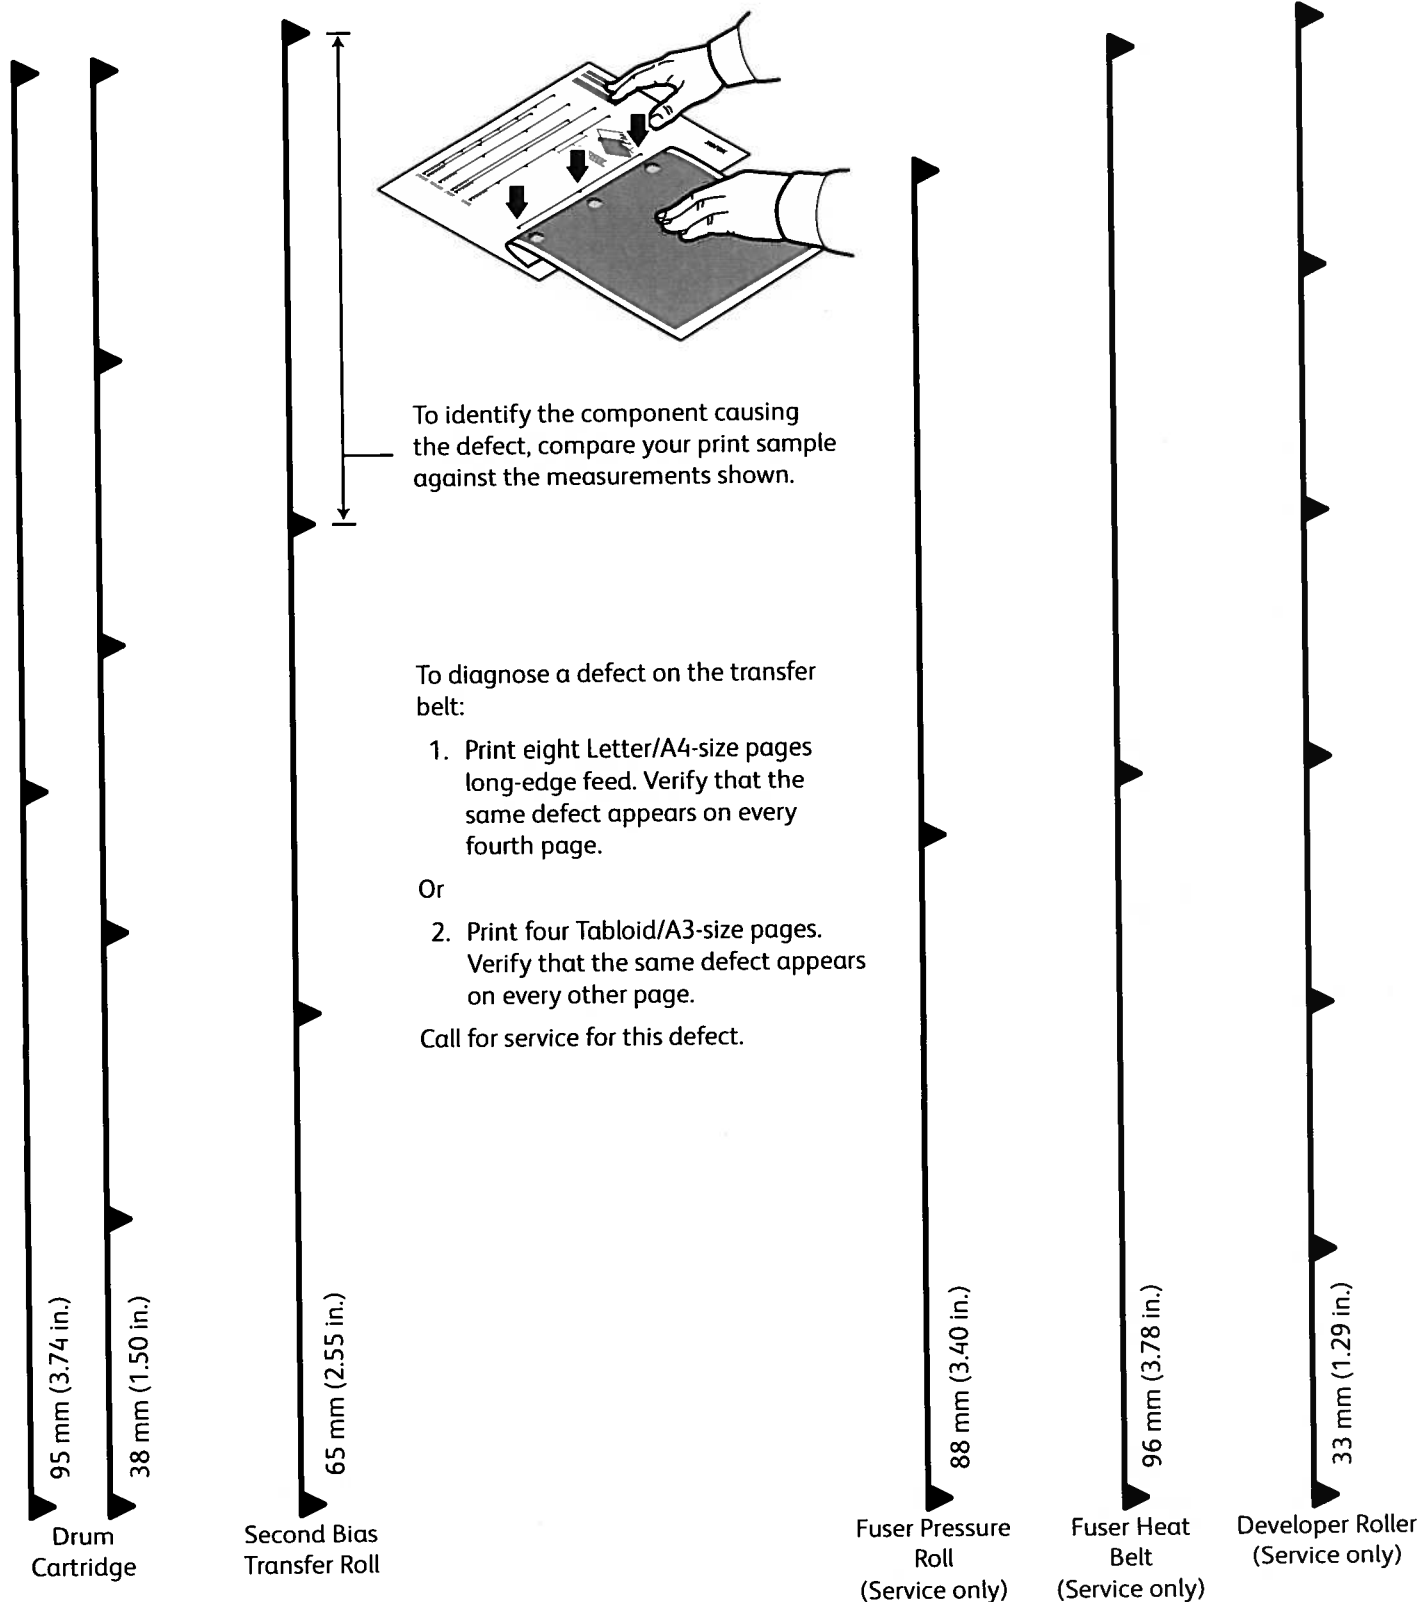 To identify the component causing
the defect, compare your print sample
against the measurements shown.
To diagnose a defect on the transfer
belt:
1. Print eight Letter/A4-size pages
long-edge feed. Verify that the
same defect appears on every
fourth page.
Or
2. Print four Tabloid/A3-size pages.
Verify that the same defect appears
on every other page.
Call for service for this defect.
95 mm (3.74 in.)
38 mm (1.50 in.)
Drum
Cartridge
65 mm (2.55 in.)
Second Bias
Transfer Roll
88 mm (3.40 in.)
Fuser Pressure
Roll
(Service only)
96 mm (3.78 in.)
Fuser Heat
Belt
(Service only)
33 mm (1.29 in.)
Developer Roller
(Service only)